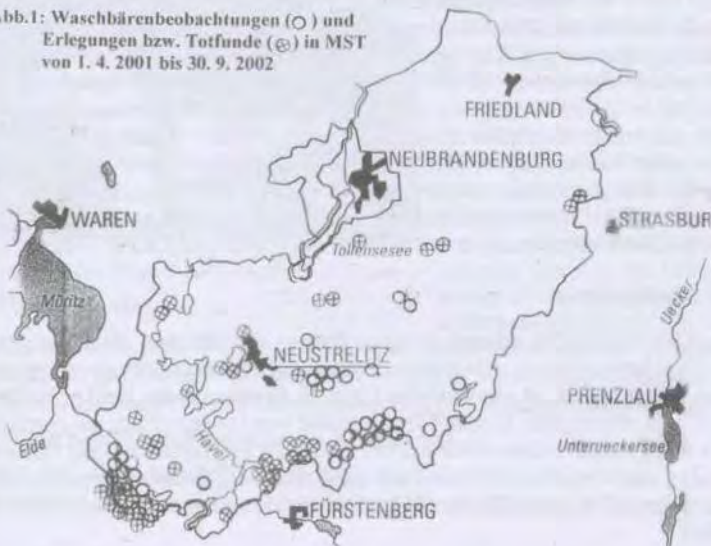 Abb.1: Waschbärenbeobachtungen (○) und
Erlegungen bzw. Totfunde (⊗) in MST
von 1. 4. 2001 bis 30. 9. 2002
FRIEDLAND
NEUBRANDENBURG
WAREN
STRASBURG
Tollensesee
Müritz
Uecker
NEUSTRELITZ
PRENZLAU
Havel
Elde
Unterueckersee
FÜRSTENBERG